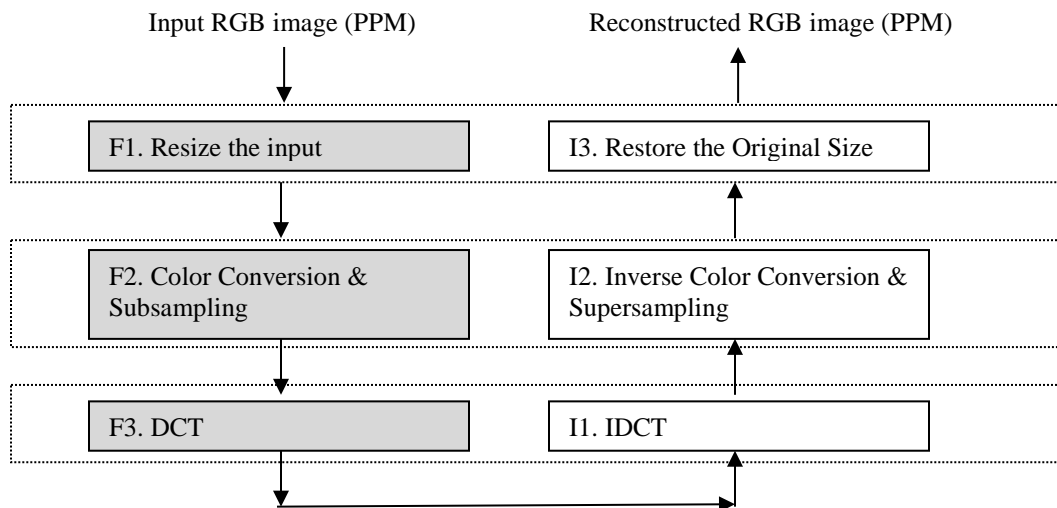 Input RGB image (PPM)
Reconstructed RGB image (PPM)
F1. Resize the input
I3. Restore the Original Size
F2. Color Conversion &
Subsampling
I2. Inverse Color Conversion &
Supersampling
F3. DCT
I1. IDCT